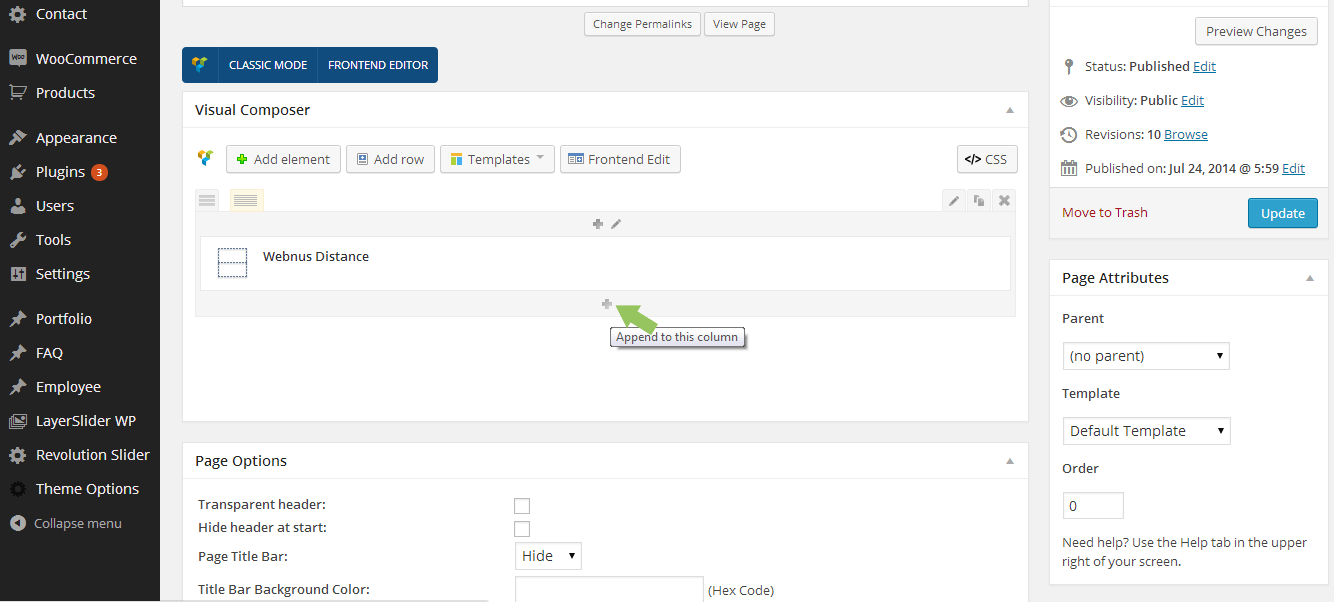 Contact
WooCommerce
Products
Appearance
Plugins 3
Users
Tools
Settings
Portfolio
FAQ
Employee
LayerSlider WP
Revolution Slider
Theme Options
Collapse menu
Change Permalinks View Page
CLASSIC MODE FRONTEND EDITOR
Visual Composer
Add element Add row Templates Frontend Edit </> CSS
Webnus Distance
Append to this column
Page Options
Transparent header:
Hide header at start:
Page Title Bar: Hide
Title Bar Background Color: (Hex Code)
Preview Changes
Status: Published Edit
Visibility: Public Edit
Revisions: 10 Browse
Published on: Jul 24, 2014 @ 5:59 Edit
Move to Trash Update
Page Attributes
Parent
(no parent)
Template
Default Template
Order
0
Need help? Use the Help tab in the upper
right of your screen.